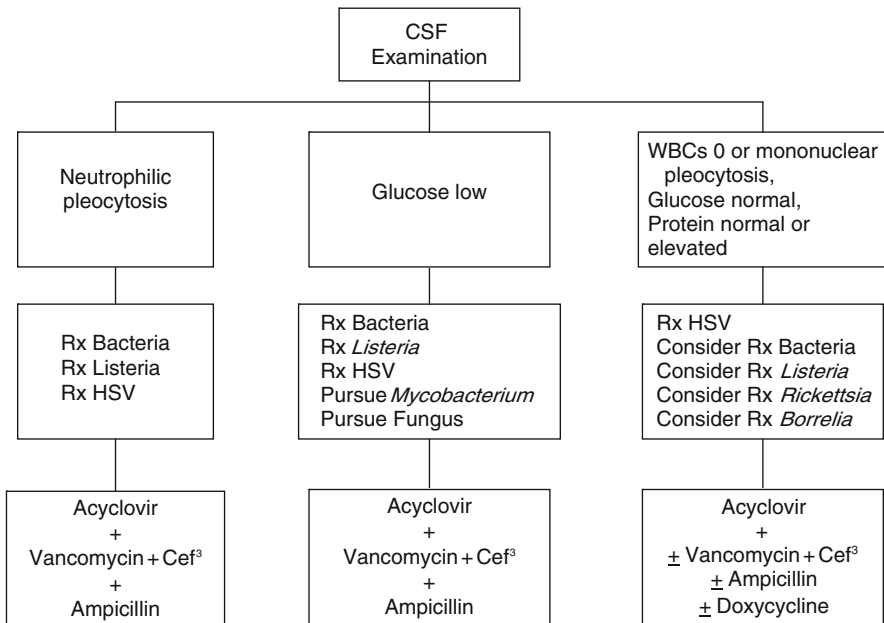 CSF
Examination
Neutrophilic
pleocytosis
Glucose low
WBCs 0 or mononuclear
pleocytosis,
Glucose normal,
Protein normal or
elevated
Rx Bacteria
Rx Listeria
Rx HSV
Rx Bacteria
Rx Listeria
Rx HSV
Pursue Mycobacterium
Pursue Fungus
Rx HSV
Consider Rx Bacteria
Consider Rx Listeria
Consider Rx Rickettsia
Consider Rx Borrelia
Acyclovir
+
Vancomycin + Cef³
+
Ampicillin
Acyclovir
+
Vancomycin + Cef³
+
Ampicillin
Acyclovir
+
± Vancomycin + Cef³
± Ampicillin
± Doxycycline